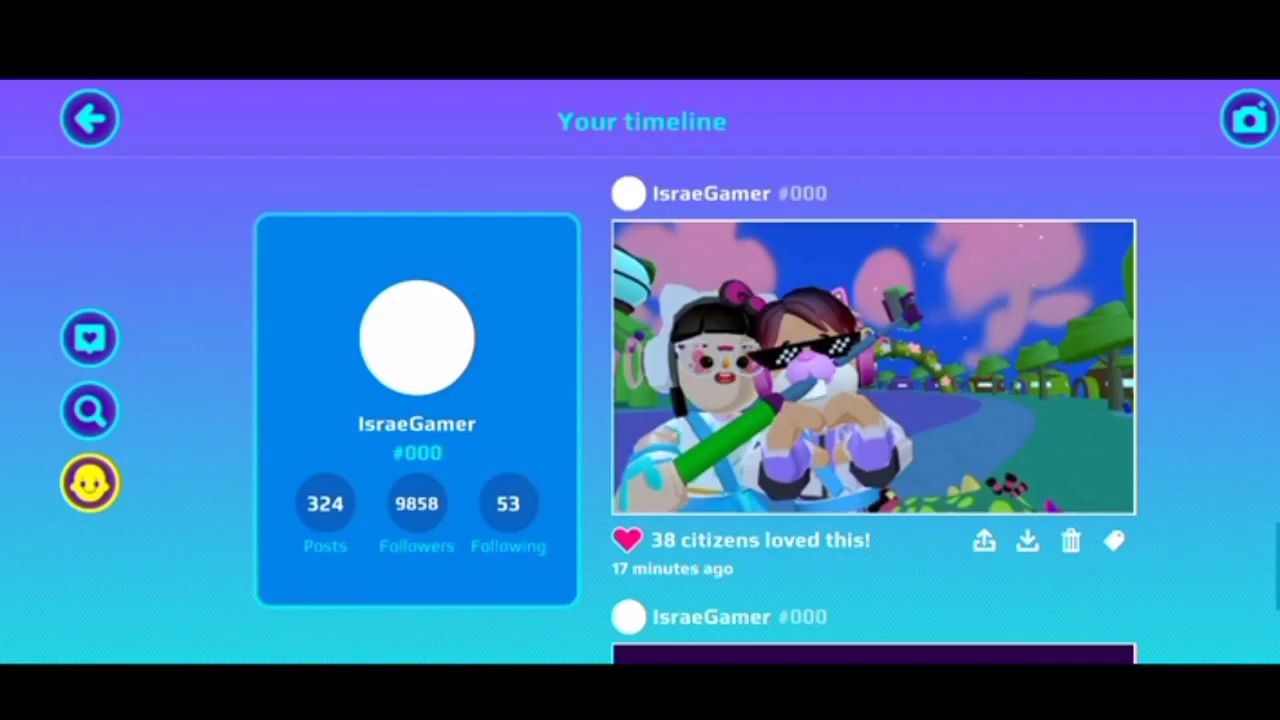 Your timeline
IsraeGamer #000
IsraeGamer
#000
324
9858
53
Posts
Followers
Following
38 citizens loved this!
17 minutes ago
IsraeGamer #000